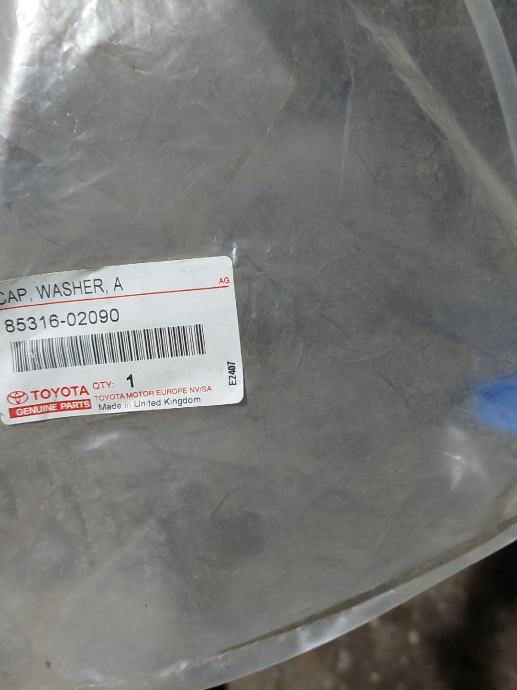 CAP, WASHER, A
AG
85316-02090
TOYOTA
GENUINE PARTS
QTY: 1
TOYOTA MOTOR EUROPE NV/SA
Made in United Kingdom
E2407